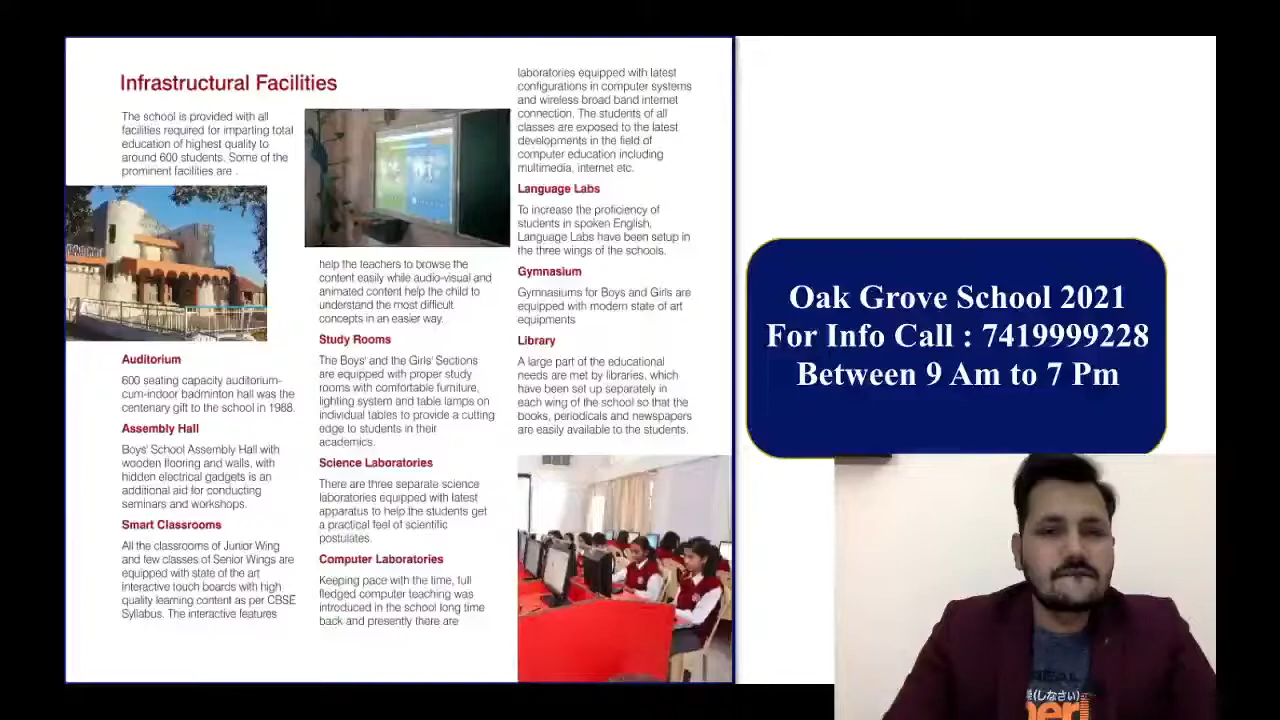 Infrastructural Facilities
The school is provided with all
facilities required for imparting total
education of highest quality to
around 600 students. Some of the
prominent facilities are .
Auditorium
600 seating capacity auditorium-
cum-indoor badminton hall was the
centenary gift to the school in 1988.
Assembly Hall
Boys' School Assembly Hall with
wooden flooring and walls, with
hidden electrical gadgets is an
additional aid for conducting
seminars and workshops.
Smart Classrooms
All the classrooms of Junior Wing
and few classes of Senior Wings are
equipped with state of the art
interactive touch boards with high
quality learning content as per CBSE
Syllabus. The interactive features
help the teachers to browse the
content easily while audio-visual and
animated content help the child to
understand the most difficult
concepts in an easier way.
Study Rooms
The Boys' and the Girls' Sections
are equipped with proper study
rooms with comfortable furniture,
lighting system and table lamps on
individual tables to provide a cutting
edge to students in their
academics.
Science Laboratories
There are three separate science
laboratories equipped with latest
apparatus to help the students get
a practical feel of scientific
postulates.
Computer Laboratories
Keeping pace with the time, full
fledged computer teaching was
introduced in the school long time
back and presently there are
laboratories equipped with latest
configurations in computer systems
and wireless broad band internet
connection. The students of all
classes are exposed to the latest
developments in the field of
computer education including
multimedia, internet etc.
Language Labs
To increase the proficiency of
students in spoken English,
Language Labs have been setup in
the three wings of the schools.
Gymnasium
Gymnasiums for Boys and Girls are
equipped with modern state of art
equipments
Library
A large part of the educational
needs are met by libraries, which
have been set up separately in
each wing of the school so that the
books, periodicals and newspapers
are easily available to the students.
Oak Grove School 2021
For Info Call : 7419999228
Between 9 Am to 7 Pm
(しなさい)